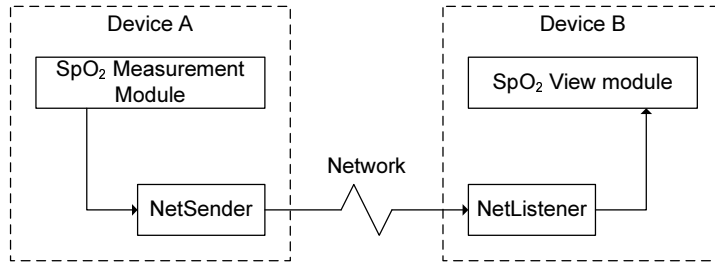 Device A
SpO₂ Measurement
Module
NetSender
Network
Device B
SpO₂ View module
NetListener